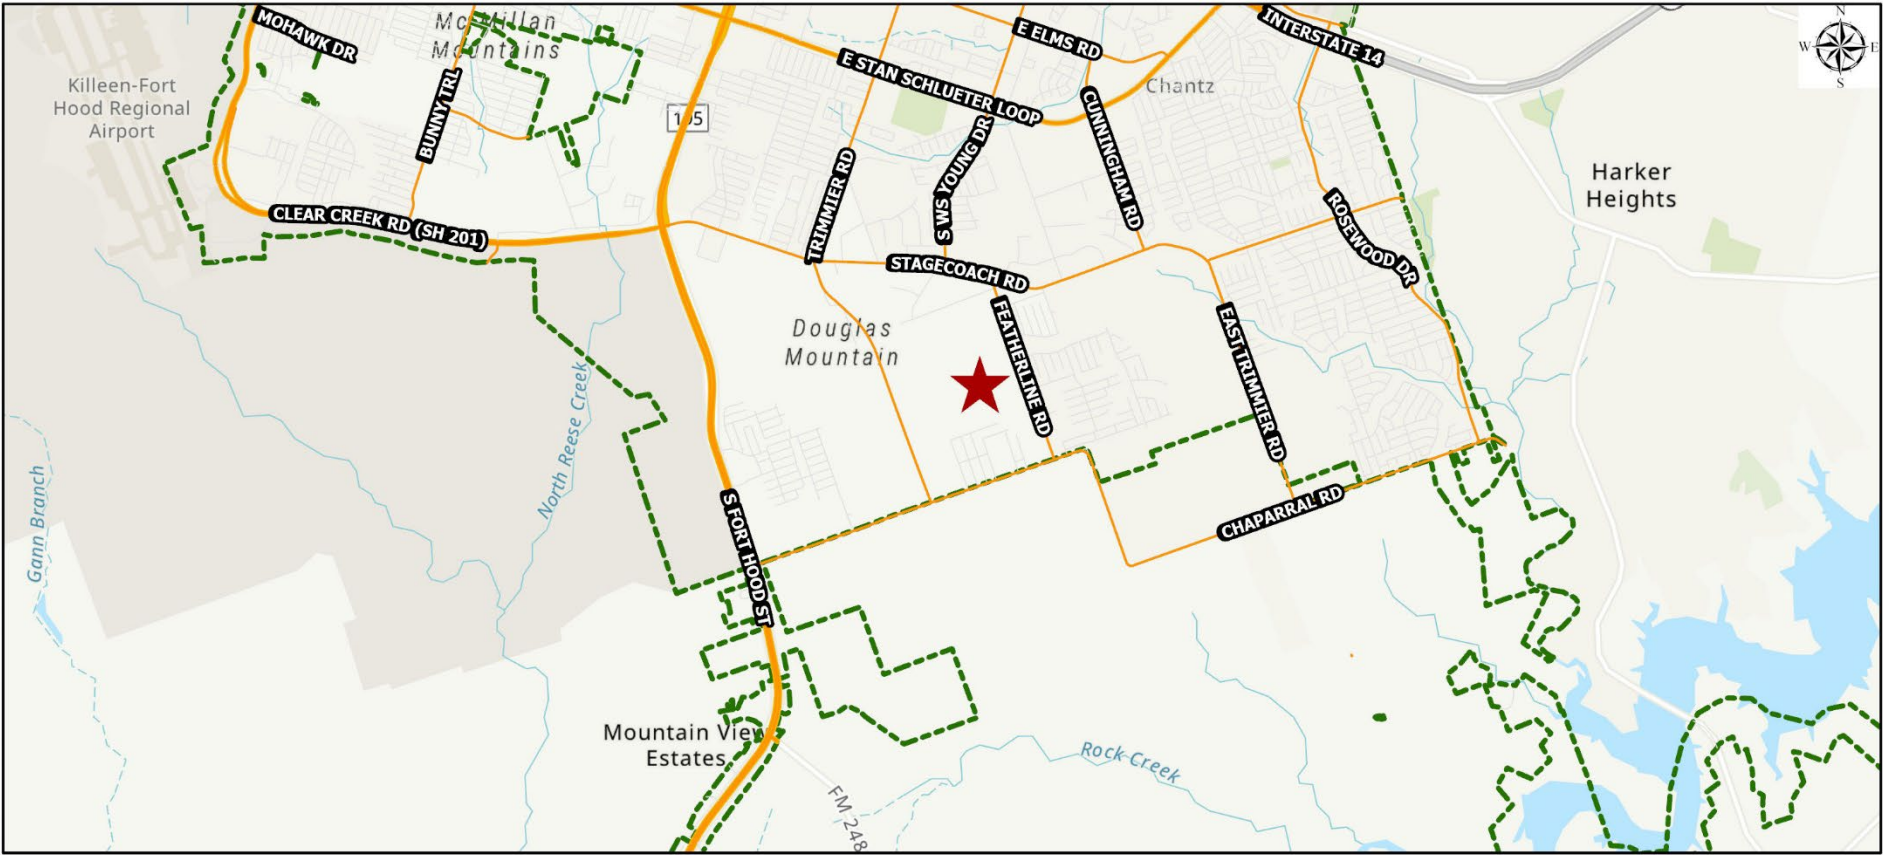 MOHAWK DR
McMillan
Mountains
E ELMS RD
INTERSTATE 14
N
W
E
S
Killeen-Fort
Hood Regional
Airport
BUNNY TRL
E STAN SCHLUETER LOOP
Chantz
CUNNINGHAM RD
195
S WS YOUNG DR
TRIMMIER RD
Harker
Heights
CLEAR CREEK RD (SH 201)
ROSEWOOD DR
STAGECOACH RD
Douglas
Mountain
FEATHERLINE RD
EAST TRIMMIER RD
North Reese Creek
Gann Branch
S FORT HOOD ST
CHAPARRAL RD
Mountain View
Estates
Rock Creek
FM 248